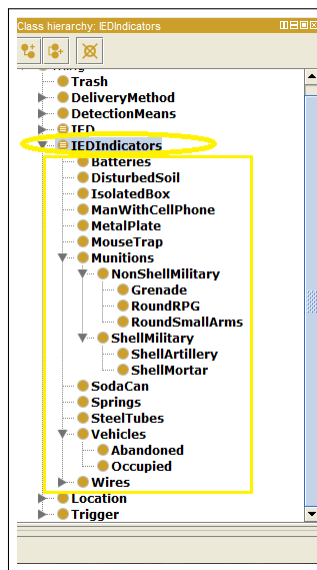 Class hierarchy: IEDIndicators
Trash
DeliveryMethod
DetectionMeans
IED
IEDIndicators
Batteries
DisturbedSoil
IsolatedBox
ManWithCellPhone
MetalPlate
MouseTrap
Munitions
NonShellMilitary
Grenade
RoundRPG
RoundSmallArms
ShellMilitary
ShellArtillery
ShellMortar
SodaCan
Springs
SteelTubes
Vehicles
Abandoned
Occupied
Wires
Location
Trigger